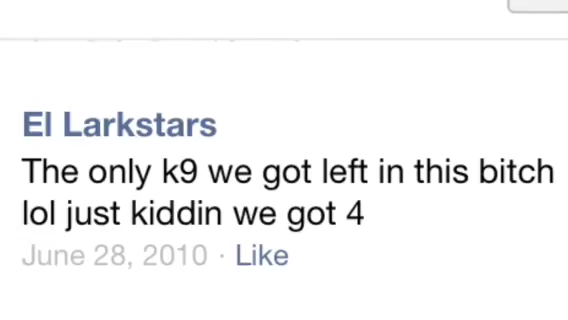 El Larkstars
The only k9 we got left in this bitch
lol just kiddin we got 4
June 28, 2010 · Like